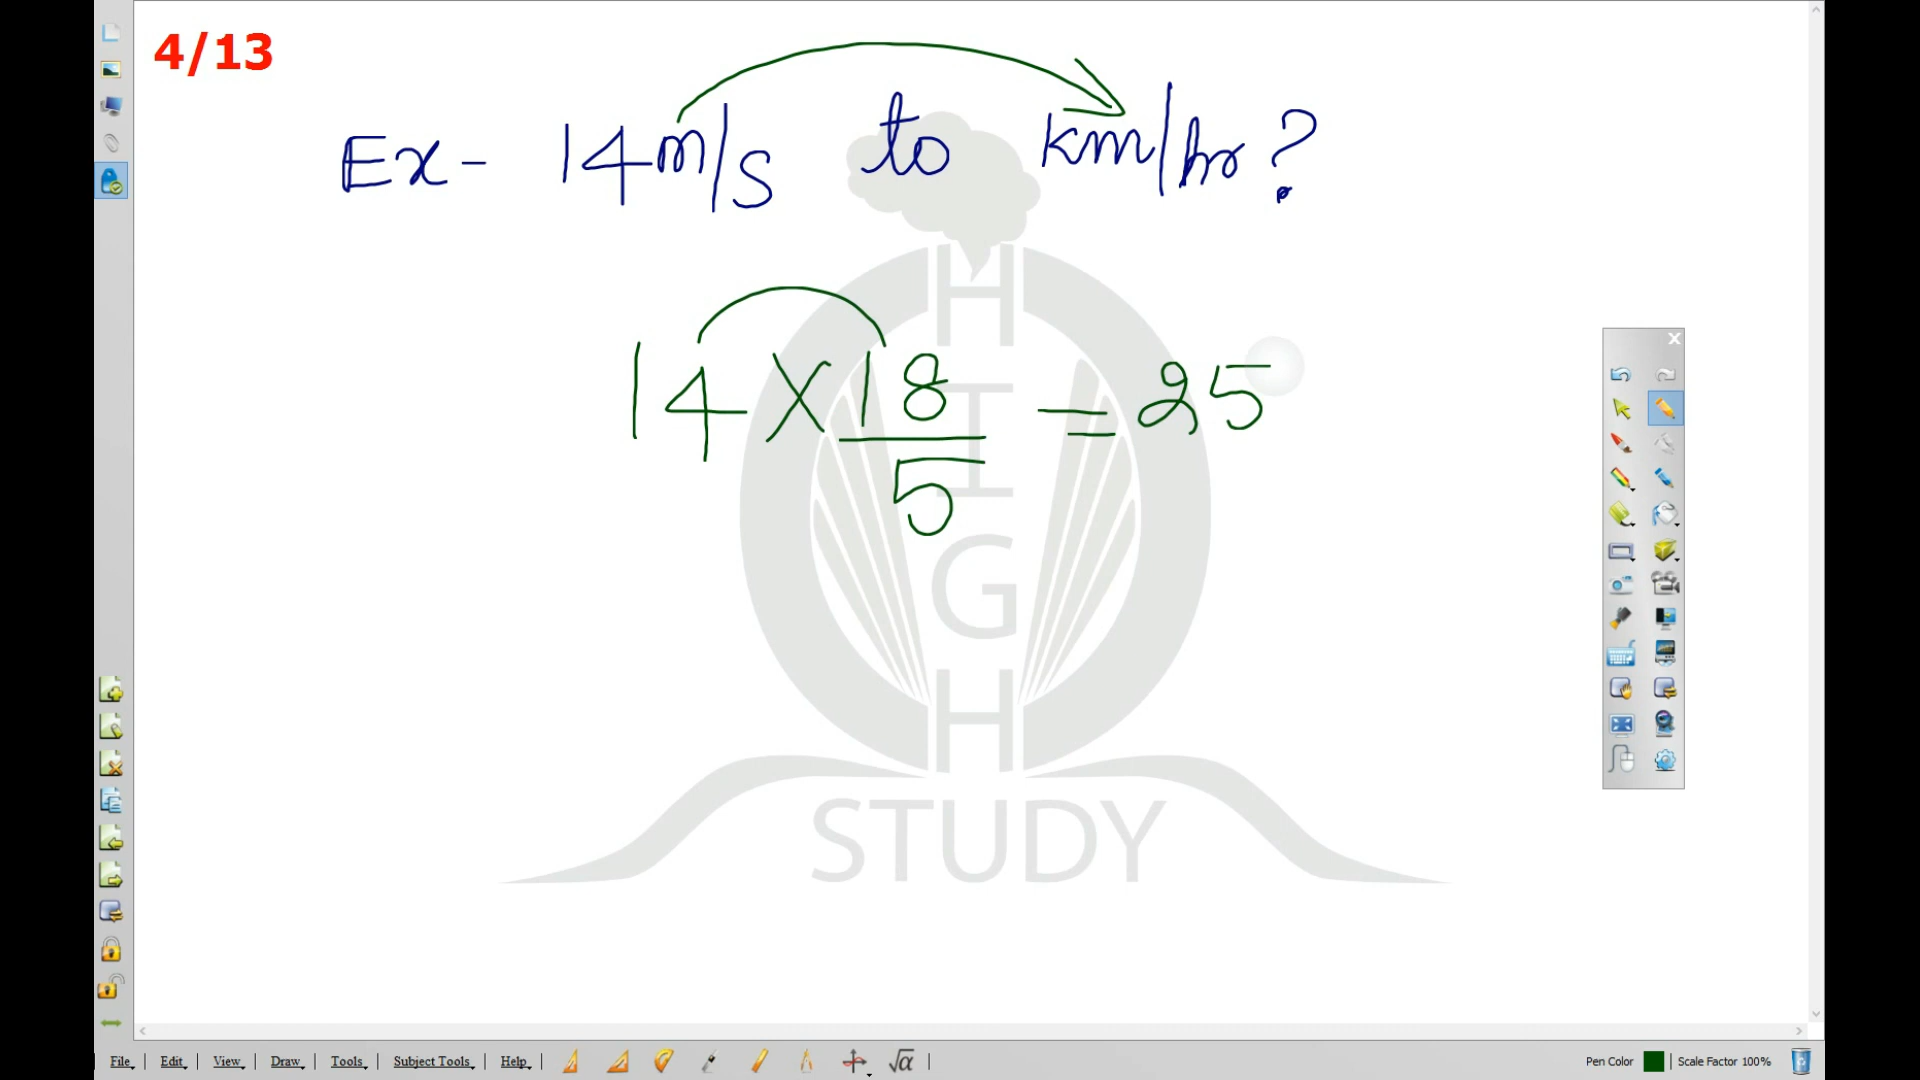 4/13
Ex- 14m/s to km/hr?
14 X 18/5 = 25
HIGH
STUDY
File Edit View Draw Tools Subject Tools Help √α Pen Color Scale Factor 100%